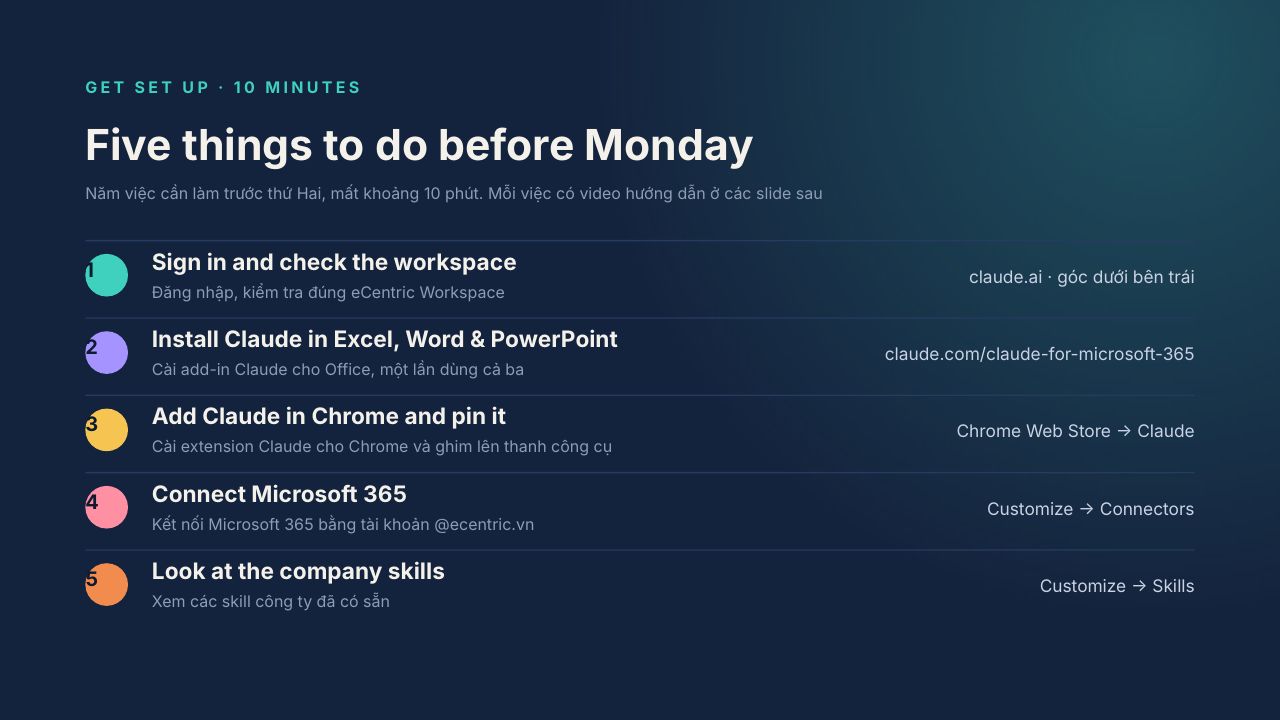 GET SET UP · 10 MINUTES
Five things to do before Monday
Năm việc cần làm trước thứ Hai, mất khoảng 10 phút. Mỗi việc có video hướng dẫn ở các slide sau
1
Sign in and check the workspace
Đăng nhập, kiểm tra đúng eCentric Workspace
claude.ai · góc dưới bên trái
2
Install Claude in Excel, Word & PowerPoint
Cài add-in Claude cho Office, một lần dùng cả ba
claude.com/claude-for-microsoft-365
3
Add Claude in Chrome and pin it
Cài extension Claude cho Chrome và ghim lên thanh công cụ
Chrome Web Store → Claude
4
Connect Microsoft 365
Kết nối Microsoft 365 bằng tài khoản @ecentric.vn
Customize → Connectors
5
Look at the company skills
Xem các skill công ty đã có sẵn
Customize → Skills